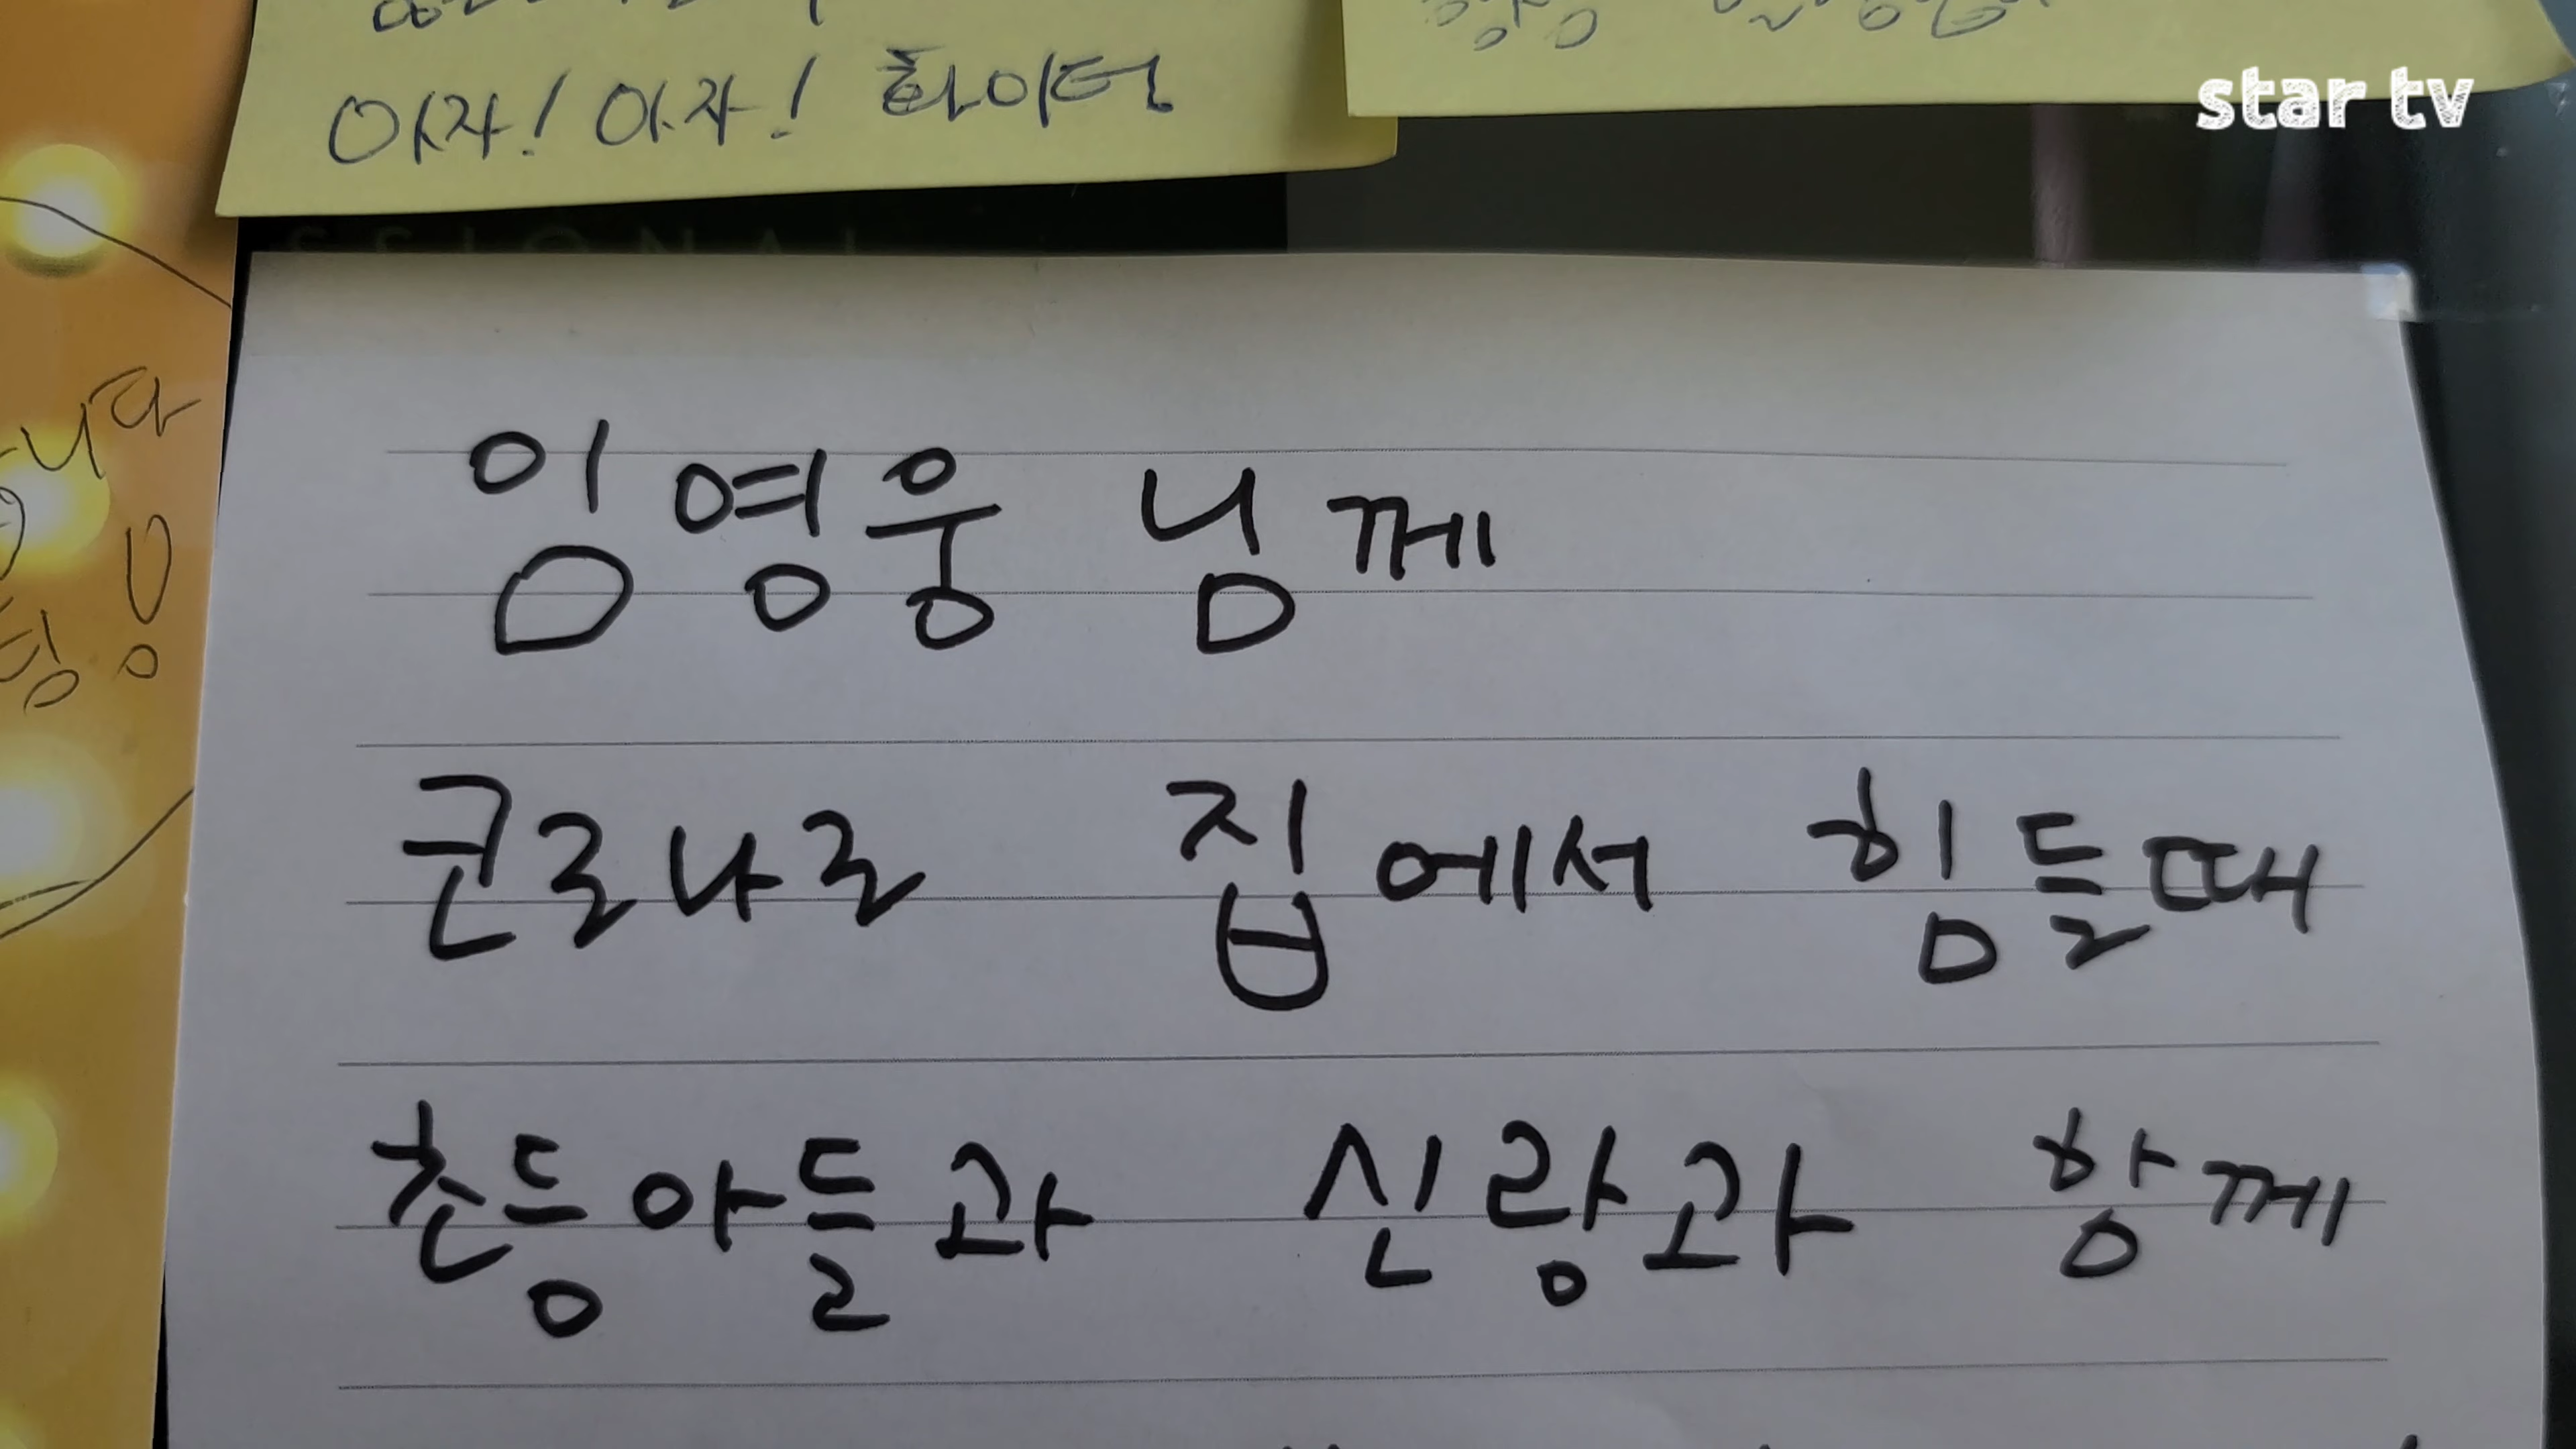 아자! 아자! 화이팅
star tv
임영웅 님께
코로나로 집에서 힘들때
초등아들과 신랑과 함께